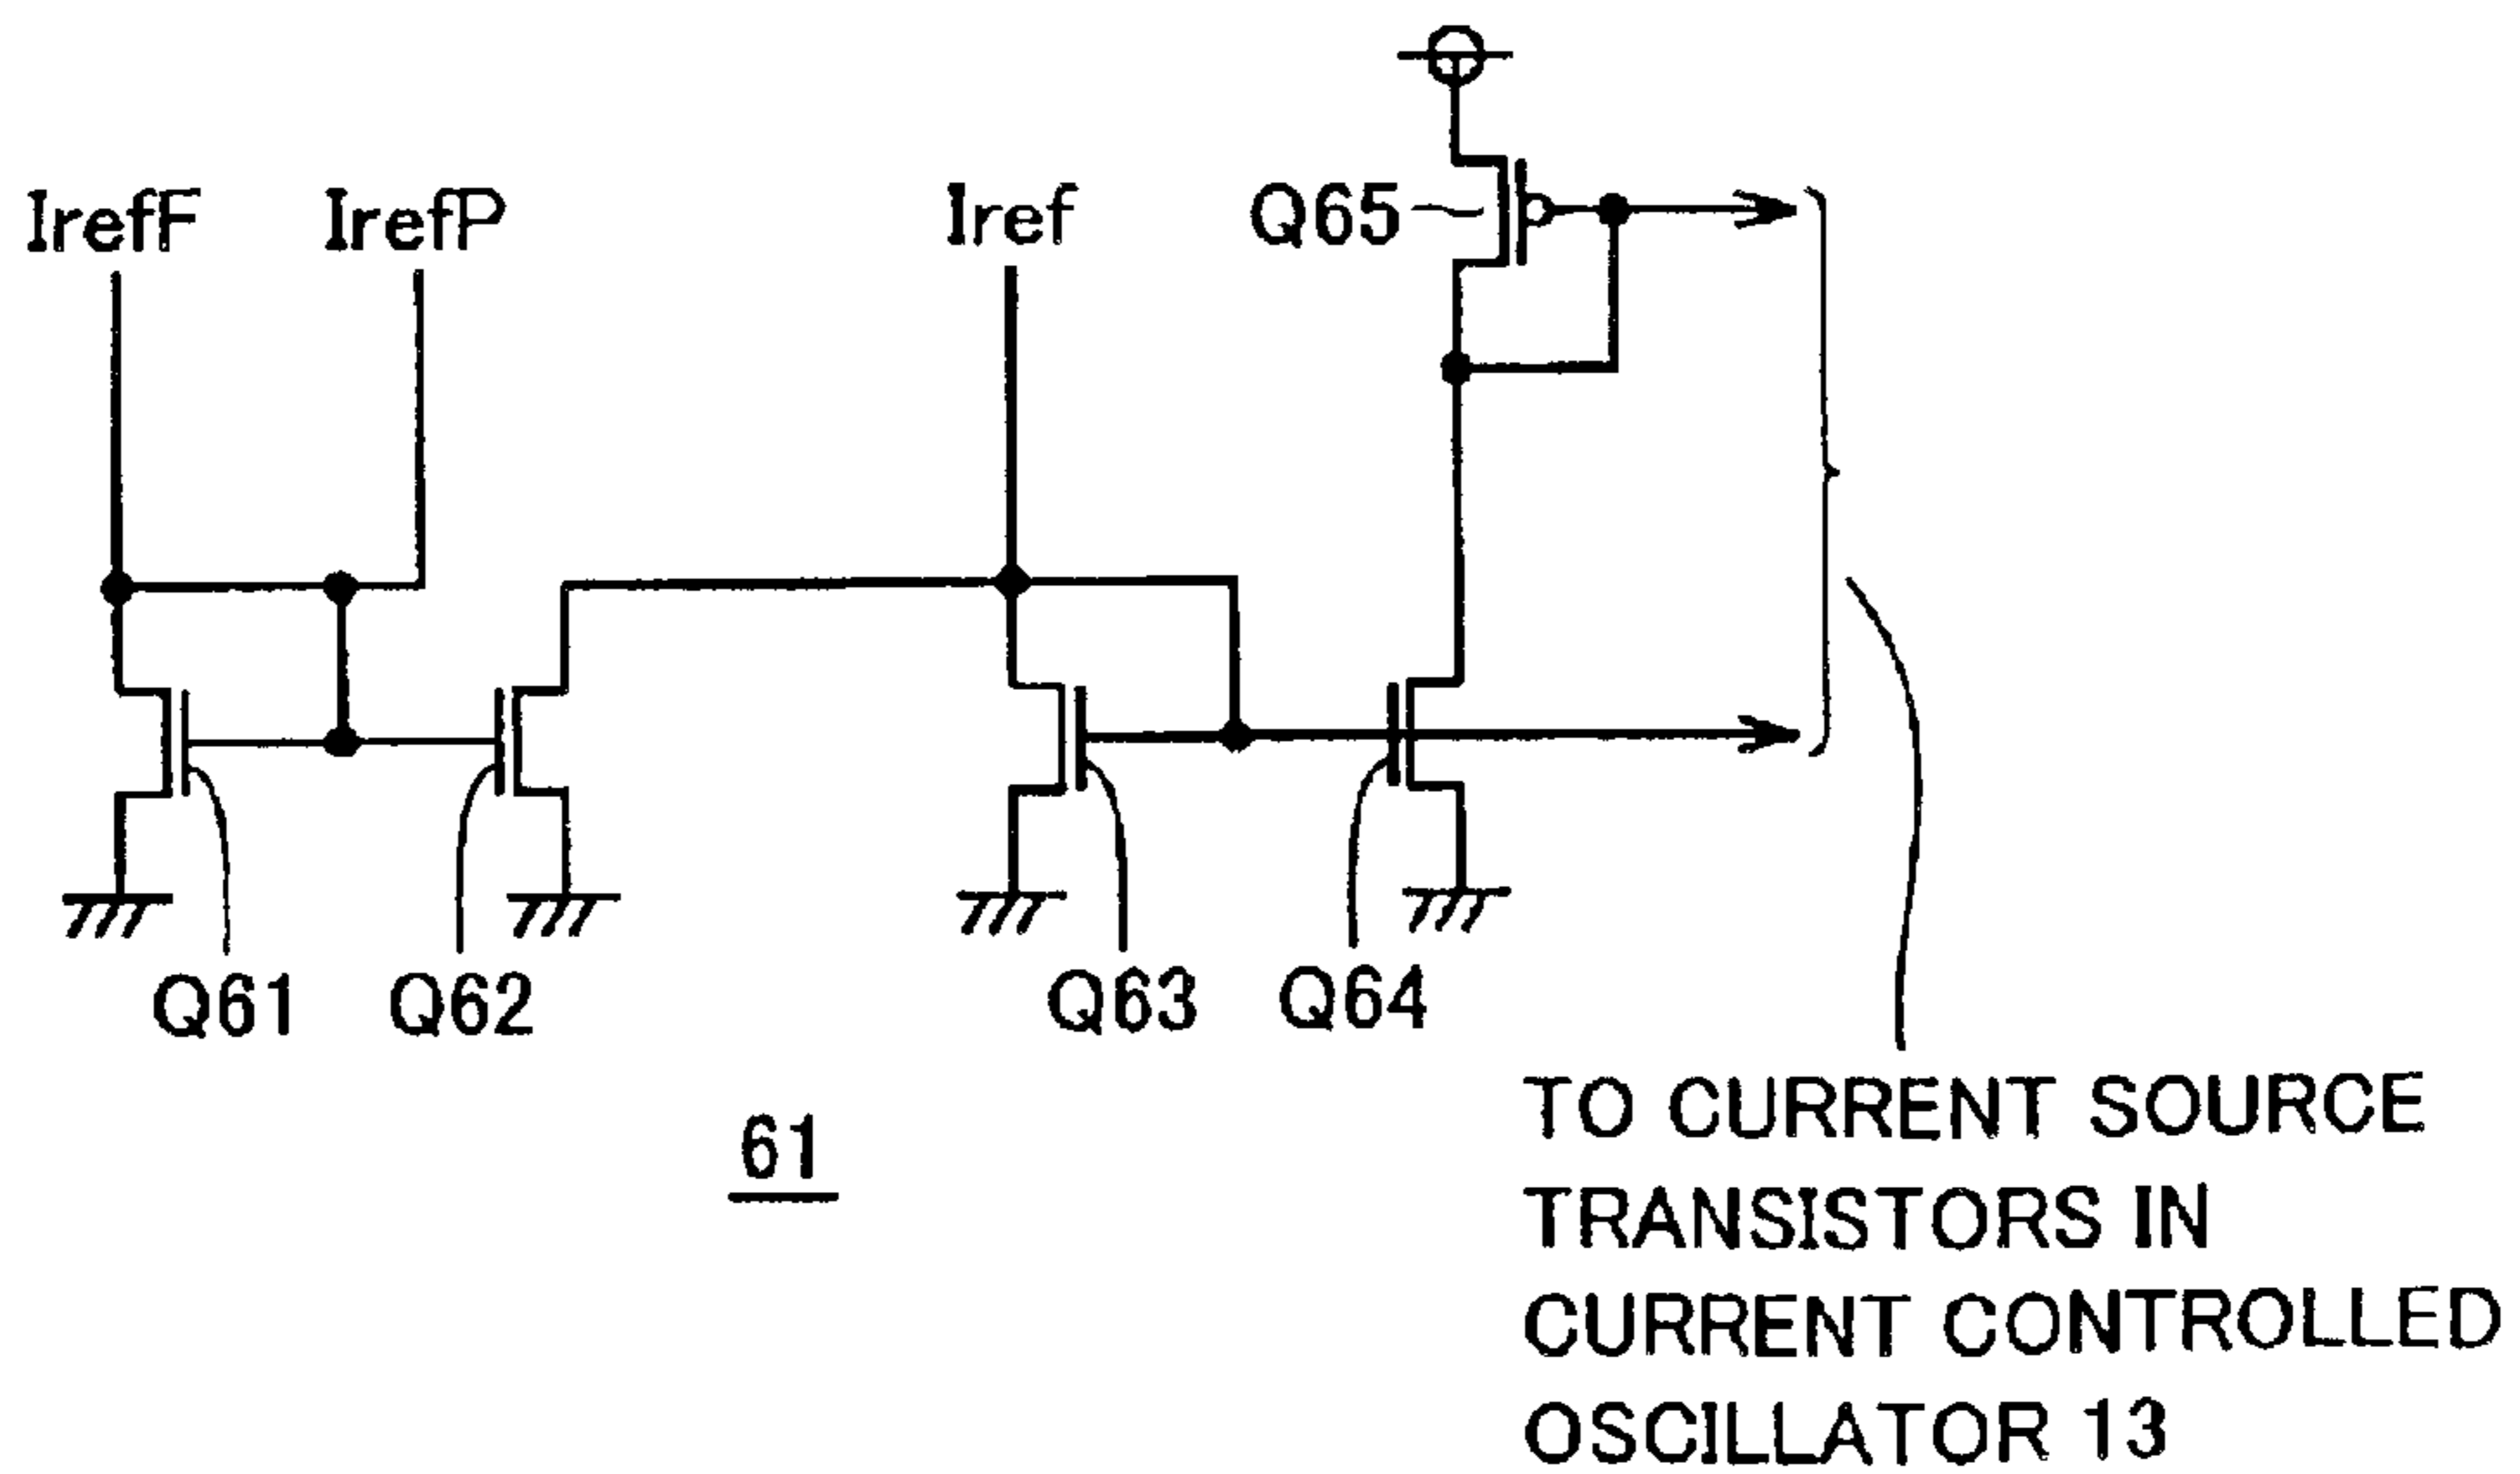 IrefF
IrefP
Iref
Q65
Q61
Q62
Q63
Q64
61
TO CURRENT SOURCE
TRANSISTORS IN
CURRENT CONTROLLED
OSCILLATOR 13